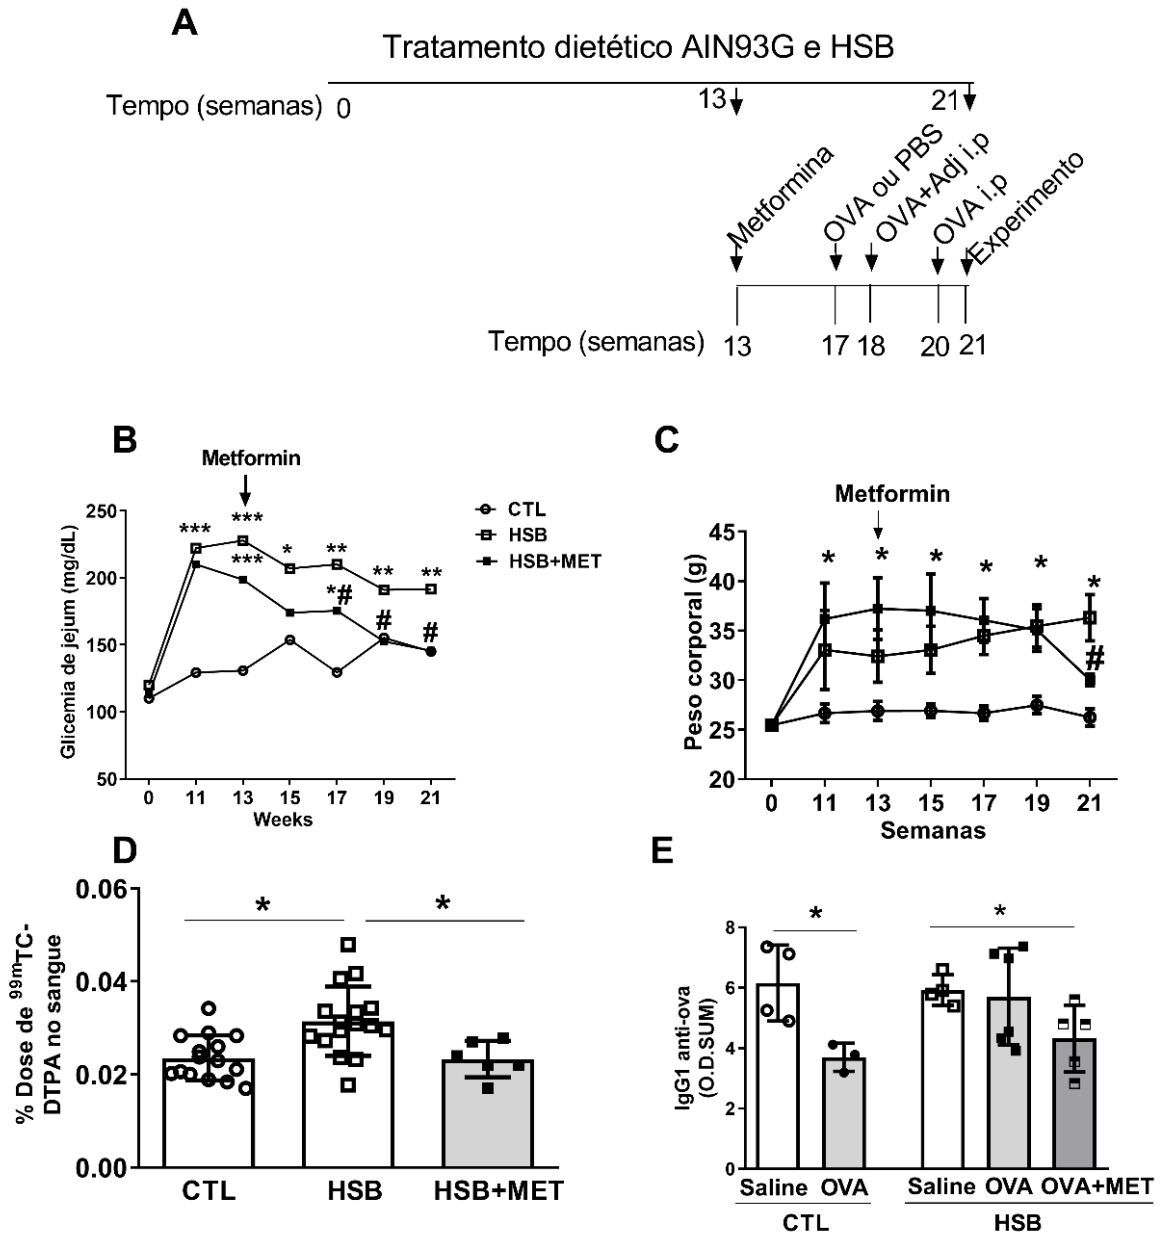 A
Tratamento dietético AIN93G e HSB
Tempo (semanas) 0 13 21
Metformina
OVA ou PBS
OVA+Adj i.p
OVA i.p
Experimento
Tempo (semanas) 13 17 18 20 21
B
Metformin
Glicemia de jejum (mg/dL)
250
200
150
100
50
*** *** * ** ** **
*** *# # #
0 11 13 15 17 19 21
Weeks
CTL
HSB
HSB+MET
C
Metformin
Peso corporal (g)
45
40
35
30
25
20
* * * * * *
#
0 11 13 15 17 19 21
Semanas
D
% Dose de 99mTC-
DTPA no sangue
0.06
0.04
0.02
0.00
* *
CTL HSB HSB+MET
E
IgG1 anti-ova
(O.D.SUM)
8
6
4
2
0
* *
Saline OVA Saline OVA OVA+MET
CTL HSB